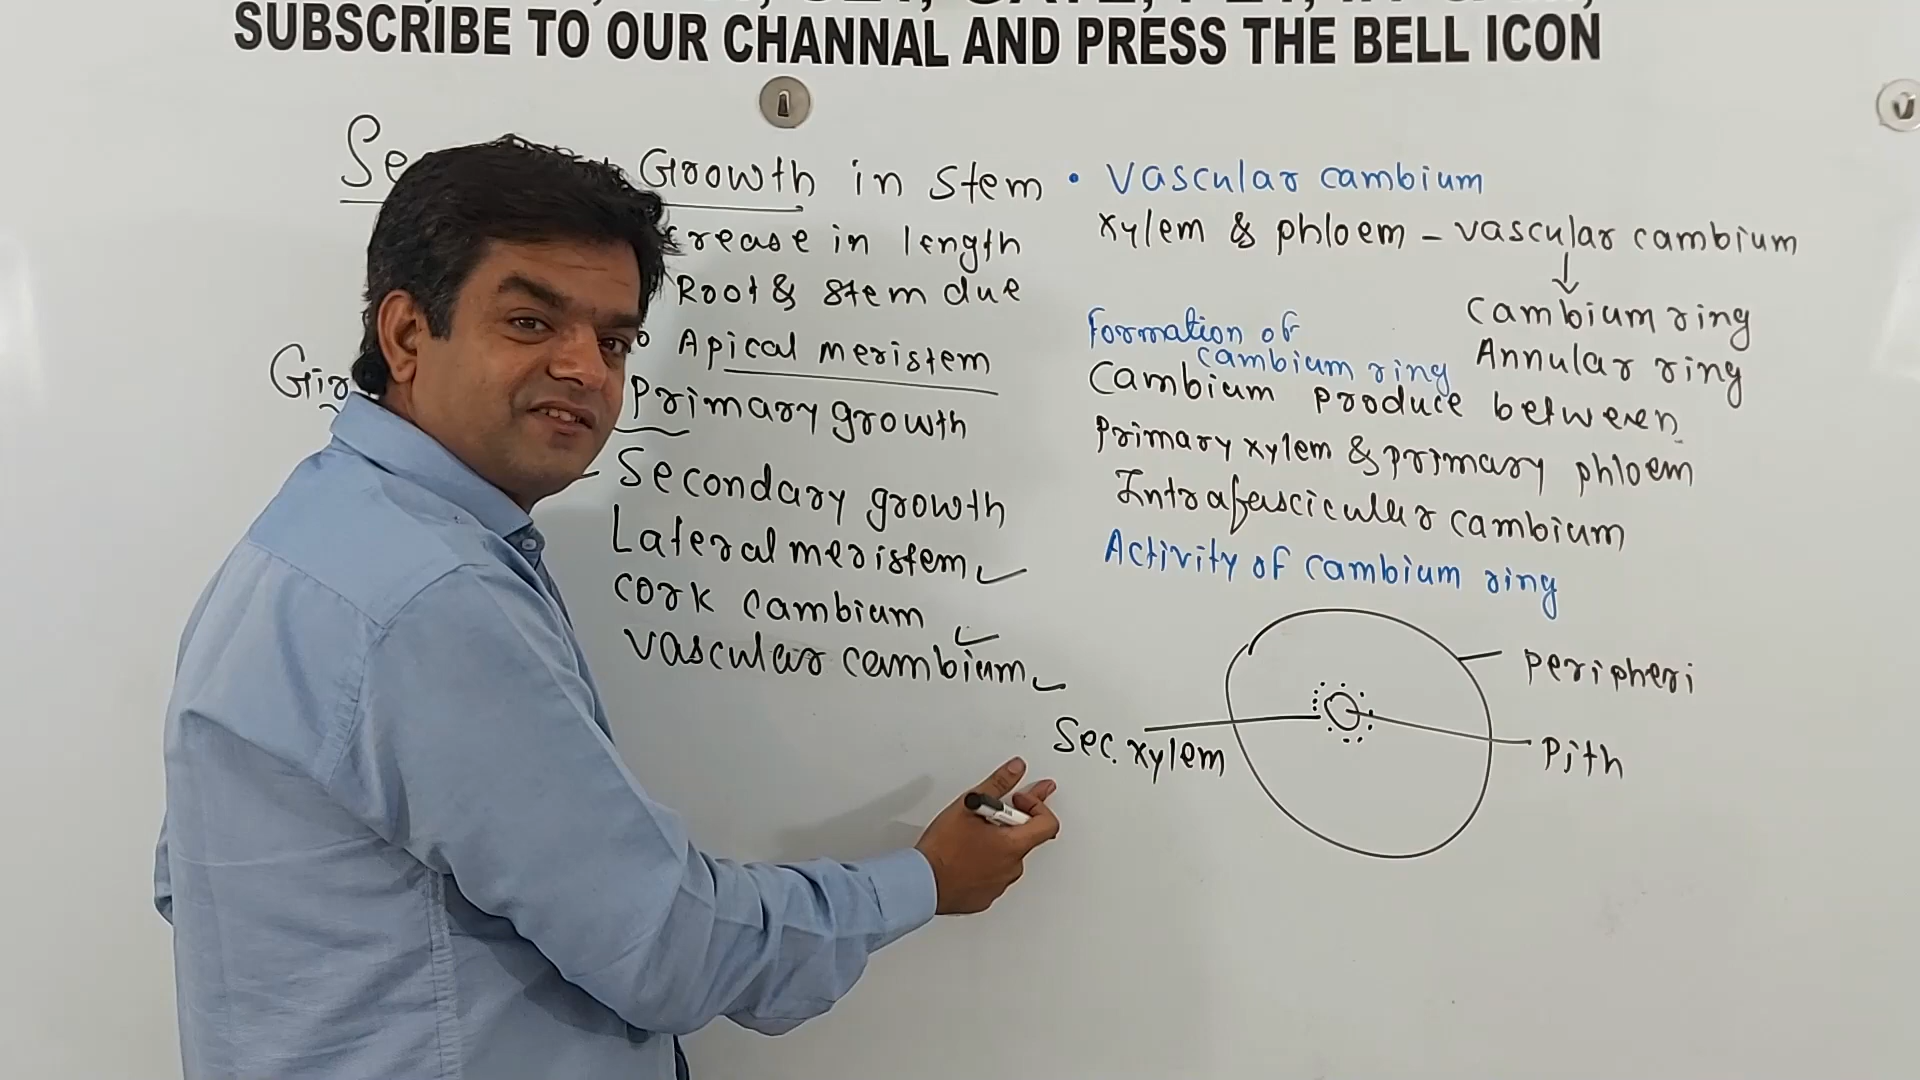 SUBSCRIBE TO OUR CHANNAL AND PRESS THE BELL ICON
Growth in stem
in length
Root & stem due
Apical meristem
Primary growth
Secondary growth
Lateral meristem
Cork cambium
Vascular cambium
• Vascular cambium
Xylem & phloem - vascular cambium
↓
Cambium ring
Annular ring
Formation of
cambium ring
Cambium produce between
Primary xylem & primary phloem
Intrafascicular cambium
Activity of cambium ring
peripheri
Sec. xylem
Pith